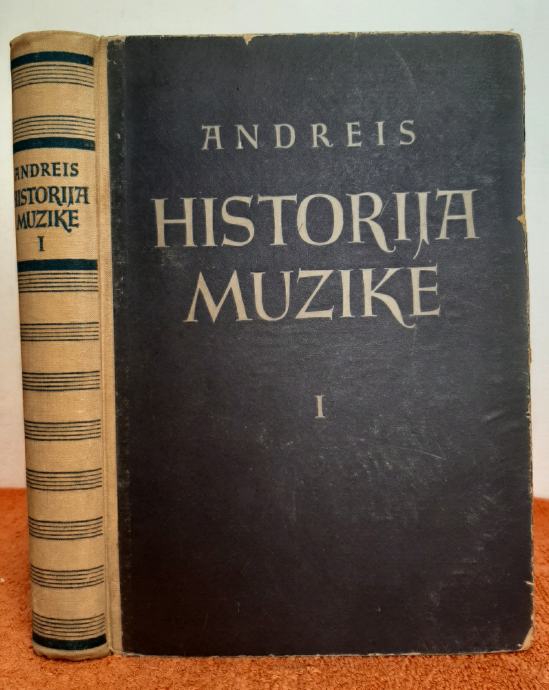 ANDREIS
HISTORIJA
MUZIKE
I
ANDREIS
HISTORIJA
MUZIKE
I